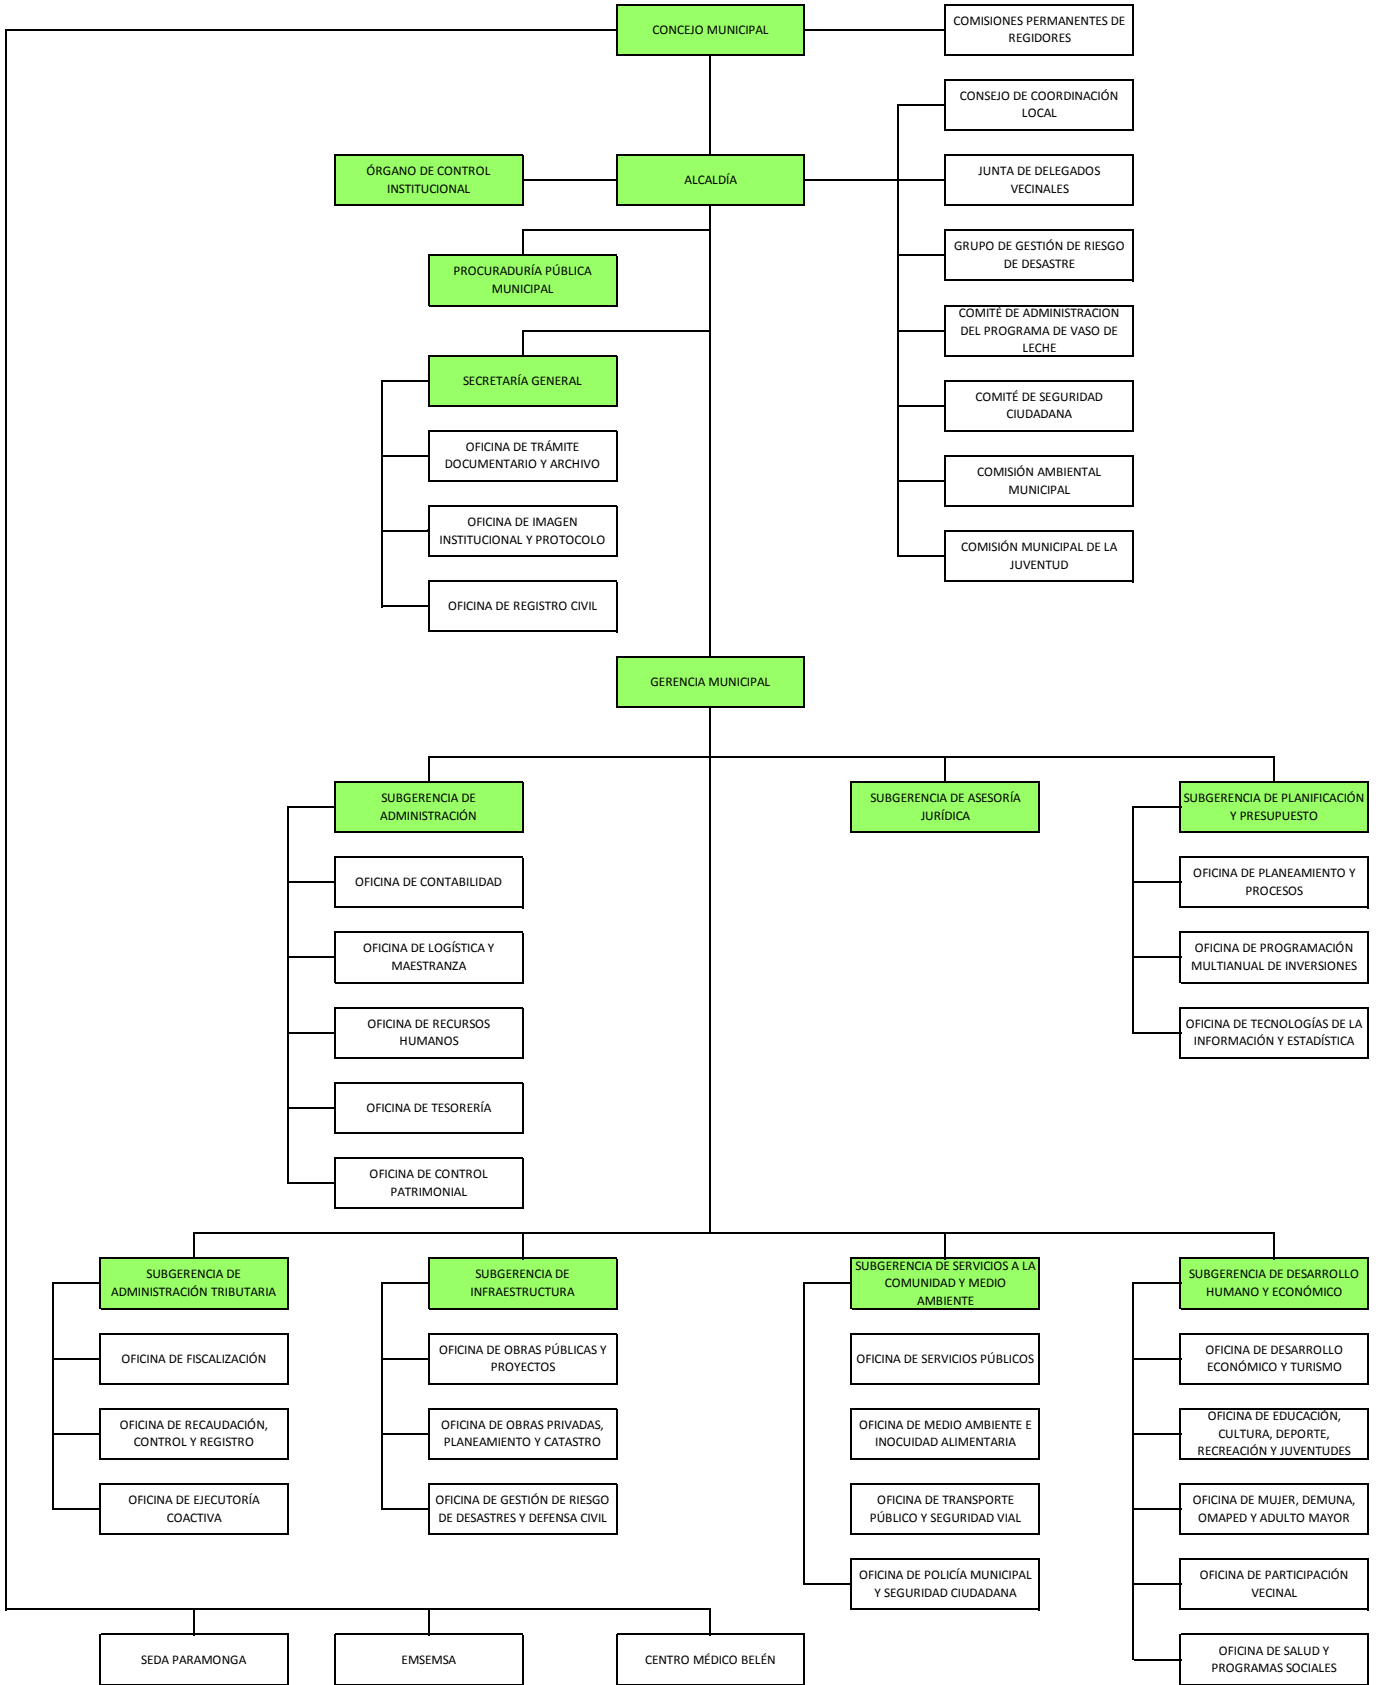 CONCEJO MUNICIPAL
COMISIONES PERMANENTES DE
REGIDORES
CONSEJO DE COORDINACIÓN
LOCAL
ÓRGANO DE CONTROL
INSTITUCIONAL
ALCALDÍA
JUNTA DE DELEGADOS
VECINALES
PROCURADURÍA PÚBLICA
MUNICIPAL
GRUPO DE GESTIÓN DE RIESGO
DE DESASTRE
COMITÉ DE ADMINISTRACION
DEL PROGRAMA DE VASO DE
LECHE
SECRETARÍA GENERAL
COMITÉ DE SEGURIDAD
CIUDADANA
OFICINA DE TRÁMITE
DOCUMENTARIO Y ARCHIVO
COMISIÓN AMBIENTAL
MUNICIPAL
OFICINA DE IMAGEN
INSTITUCIONAL Y PROTOCOLO
COMISIÓN MUNICIPAL DE LA
JUVENTUD
OFICINA DE REGISTRO CIVIL
GERENCIA MUNICIPAL
SUBGERENCIA DE
ADMINISTRACIÓN
SUBGERENCIA DE ASESORÍA
JURÍDICA
SUBGERENCIA DE PLANIFICACIÓN
Y PRESUPUESTO
OFICINA DE CONTABILIDAD
OFICINA DE PLANEAMIENTO Y
PROCESOS
OFICINA DE LOGÍSTICA Y
MAESTRANZA
OFICINA DE PROGRAMACIÓN
MULTIANUAL DE INVERSIONES
OFICINA DE RECURSOS
HUMANOS
OFICINA DE TECNOLOGÍAS DE LA
INFORMACIÓN Y ESTADÍSTICA
OFICINA DE TESORERÍA
OFICINA DE CONTROL
PATRIMONIAL
SUBGERENCIA DE
ADMINISTRACIÓN TRIBUTARIA
SUBGERENCIA DE
INFRAESTRUCTURA
SUBGERENCIA DE SERVICIOS A LA
COMUNIDAD Y MEDIO
AMBIENTE
SUBGERENCIA DE DESARROLLO
HUMANO Y ECONÓMICO
OFICINA DE FISCALIZACIÓN
OFICINA DE OBRAS PÚBLICAS Y
PROYECTOS
OFICINA DE SERVICIOS PÚBLICOS
OFICINA DE DESARROLLO
ECONÓMICO Y TURISMO
OFICINA DE RECAUDACIÓN,
CONTROL Y REGISTRO
OFICINA DE OBRAS PRIVADAS,
PLANEAMIENTO Y CATASTRO
OFICINA DE MEDIO AMBIENTE E
INOCUIDAD ALIMENTARIA
OFICINA DE EDUCACIÓN,
CULTURA, DEPORTE,
RECREACIÓN Y JUVENTUDES
OFICINA DE EJECUTORÍA
COACTIVA
OFICINA DE GESTIÓN DE RIESGO
DE DESASTRES Y DEFENSA CIVIL
OFICINA DE TRANSPORTE
PÚBLICO Y SEGURIDAD VIAL
OFICINA DE MUJER, DEMUNA,
OMAPED Y ADULTO MAYOR
OFICINA DE POLICÍA MUNICIPAL
Y SEGURIDAD CIUDADANA
OFICINA DE PARTICIPACIÓN
VECINAL
SEDA PARAMONGA
EMSEMSA
CENTRO MÉDICO BELÉN
OFICINA DE SALUD Y
PROGRAMAS SOCIALES